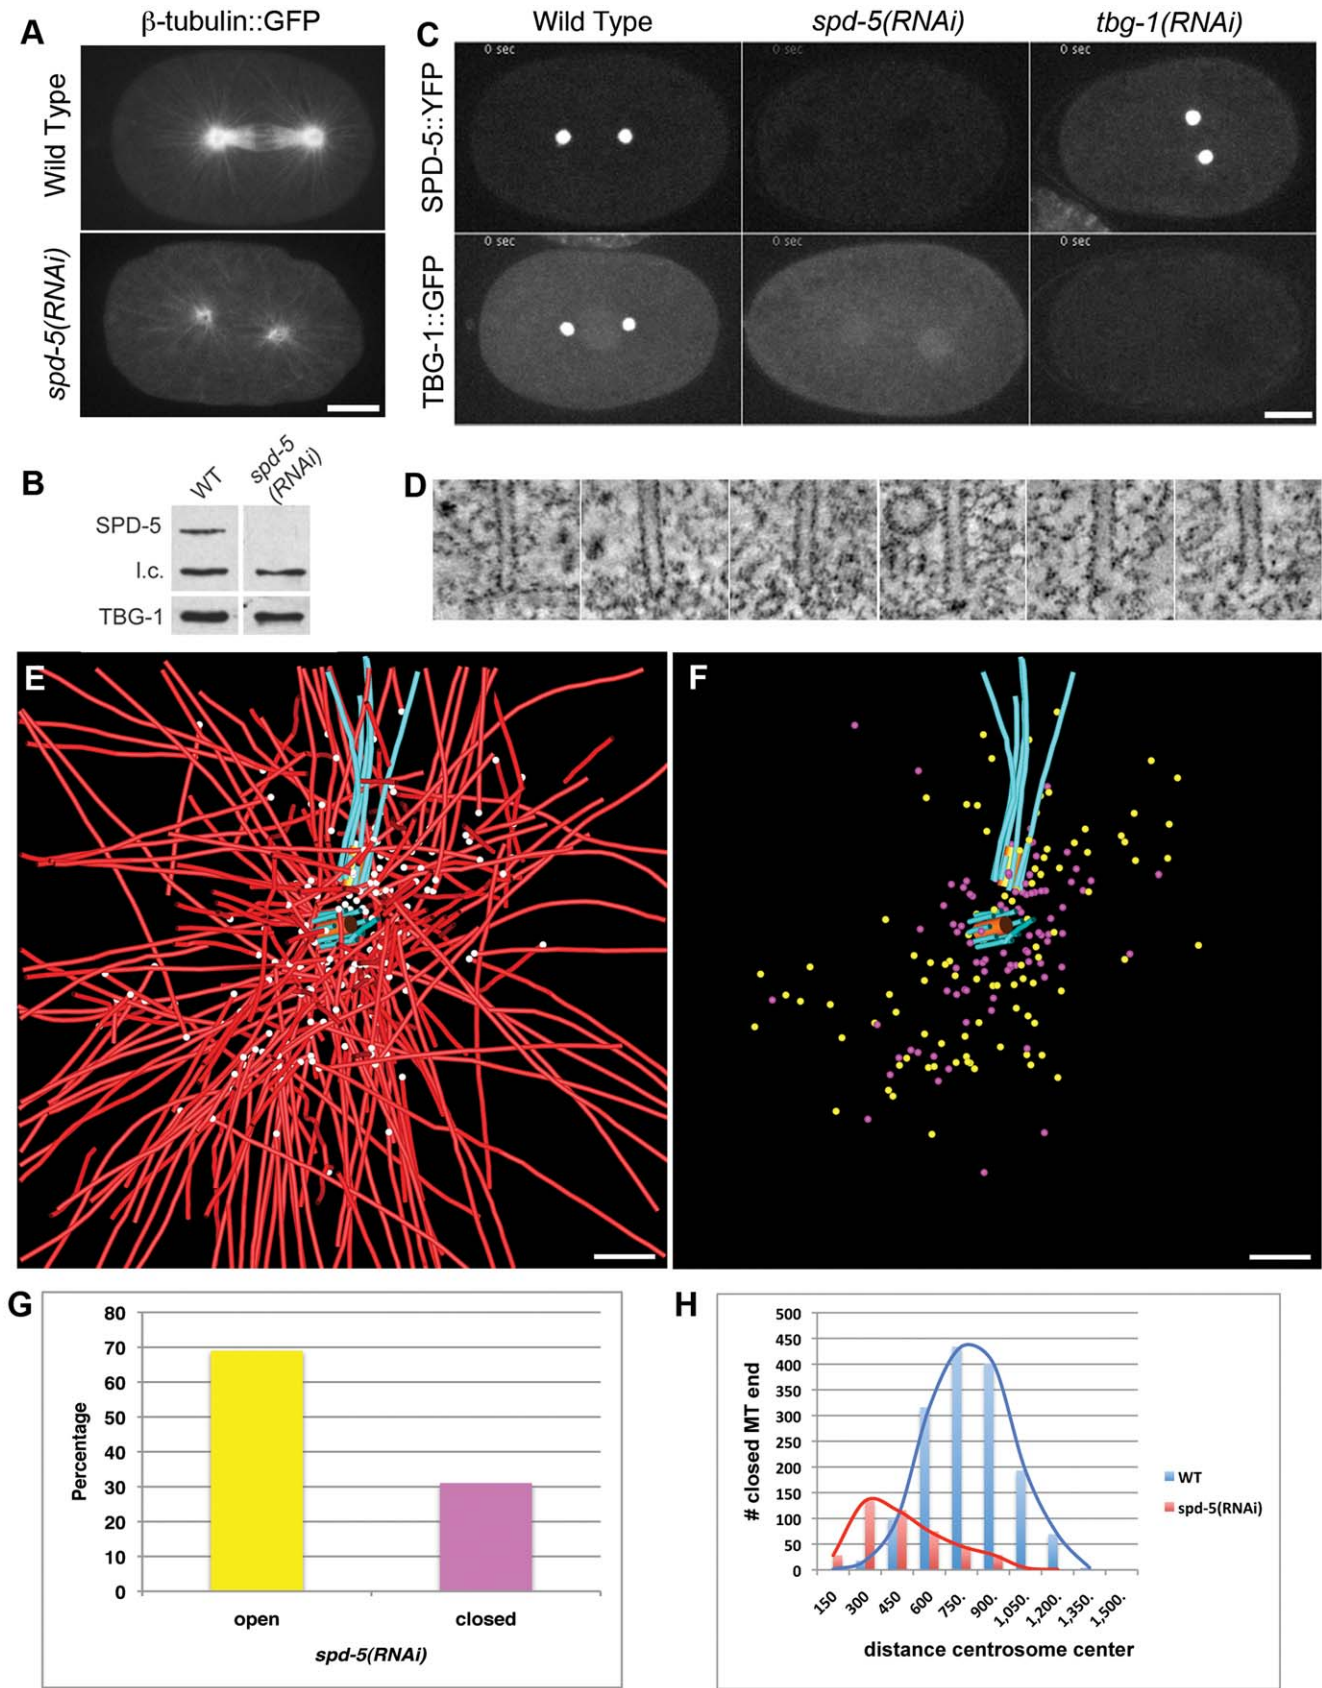 A
β-tubulin::GFP
Wild Type
spd-5(RNAi)
C
Wild Type
spd-5(RNAi)
tbg-1(RNAi)
SPD-5::YFP
0 sec
0 sec
0 sec
TBG-1::GFP
0 sec
0 sec
0 sec
B
WT
spd-5
(RNAi)
SPD-5
l.c.
TBG-1
D
E
F
G
80
70
60
50
40
30
20
10
0
Percentage
open
closed
spd-5(RNAi)
H
500
450
400
350
300
250
200
150
100
50
0
# closed MT end
150
300
450
600
750.
900.
1,050.
1,200.
1,350.
1,500.
distance centrosome center
WT
spd-5(RNAi)